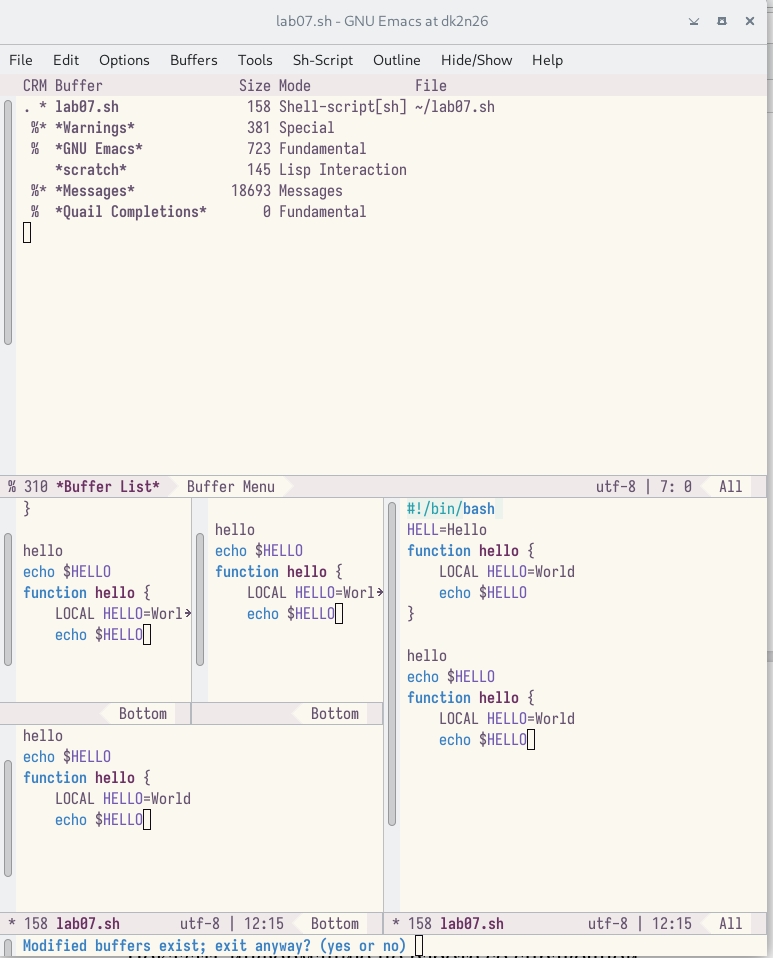 lab07.sh - GNU Emacs at dk2n26
File Edit Options Buffers Tools Sh-Script Outline Hide/Show Help
CRM Buffer Size Mode File
. * lab07.sh 158 Shell-script[sh] ~/lab07.sh
%* *Warnings* 381 Special
% *GNU Emacs* 723 Fundamental
*scratch* 145 Lisp Interaction
%* *Messages* 18693 Messages
% *Quail Completions* 0 Fundamental
% 310 *Buffer List* Buffer Menu utf-8 | 7: 0 All
}
hello
echo $HELLO
function hello {
LOCAL HELLO=Worl→
echo $HELLO
Bottom
hello
echo $HELLO
function hello {
LOCAL HELLO=Worl→
echo $HELLO
Bottom
hello
echo $HELLO
function hello {
LOCAL HELLO=World
echo $HELLO
* 158 lab07.sh utf-8 | 12:15 Bottom
#!/bin/bash
HELL=Hello
function hello {
LOCAL HELLO=World
echo $HELLO
}
hello
echo $HELLO
function hello {
LOCAL HELLO=World
echo $HELLO
* 158 lab07.sh utf-8 | 12:15 All
Modified buffers exist; exit anyway? (yes or no)